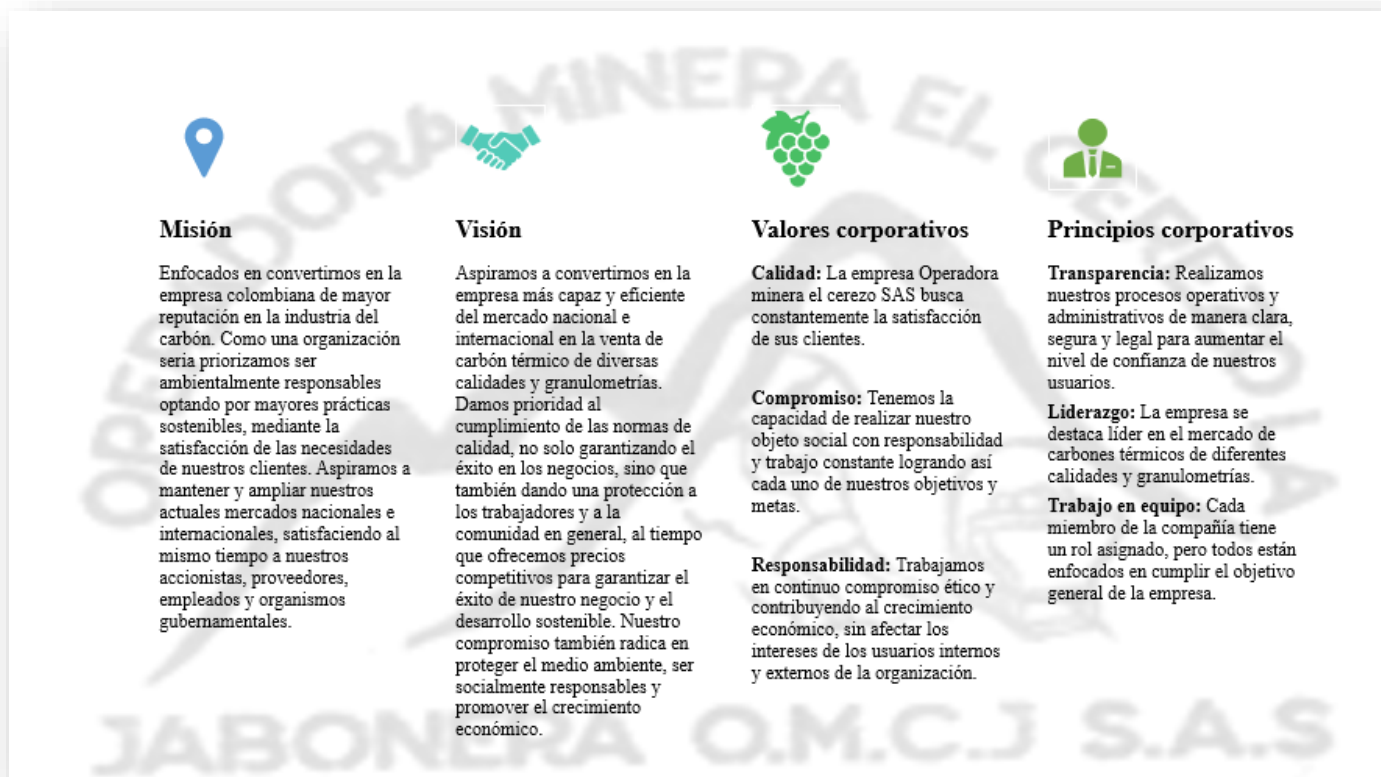 OPERADORA MINERA EL CEREZO LA
Misión
Enfocados en convertirnos en la
empresa colombiana de mayor
reputación en la industria del
carbón. Como una organización
seria priorizamos ser
ambientalmente responsables
optando por mayores prácticas
sostenibles, mediante la
satisfacción de las necesidades
de nuestros clientes. Aspiramos a
mantener y ampliar nuestros
actuales mercados nacionales e
internacionales, satisfaciendo al
mismo tiempo a nuestros
accionistas, proveedores,
empleados y organismos
gubernamentales.
Visión
Aspiramos a convertirnos en la
empresa más capaz y eficiente
del mercado nacional e
internacional en la venta de
carbón térmico de diversas
calidades y granulometrías.
Damos prioridad al
cumplimiento de las normas de
calidad, no solo garantizando el
éxito en los negocios, sino que
también dando una protección a
los trabajadores y a la
comunidad en general, al tiempo
que ofrecemos precios
competitivos para garantizar el
éxito de nuestro negocio y el
desarrollo sostenible. Nuestro
compromiso también radica en
proteger el medio ambiente, ser
socialmente responsables y
promover el crecimiento
económico.
Valores corporativos
Calidad: La empresa Operadora
minera el cerezo SAS busca
constantemente la satisfacción
de sus clientes.
Compromiso: Tenemos la
capacidad de realizar nuestro
objeto social con responsabilidad
y trabajo constante logrando así
cada uno de nuestros objetivos y
metas.
Responsabilidad: Trabajamos
en continuo compromiso ético y
contribuyendo al crecimiento
económico, sin afectar los
intereses de los usuarios internos
y externos de la organización.
Principios corporativos
Transparencia: Realizamos
nuestros procesos operativos y
administrativos de manera clara,
segura y legal para aumentar el
nivel de confianza de nuestros
usuarios.
Liderazgo: La empresa se
destaca líder en el mercado de
carbones térmicos de diferentes
calidades y granulometrías.
Trabajo en equipo: Cada
miembro de la compañía tiene
un rol asignado, pero todos están
enfocados en cumplir el objetivo
general de la empresa.
JABONERA O.M.C.J S.A.S